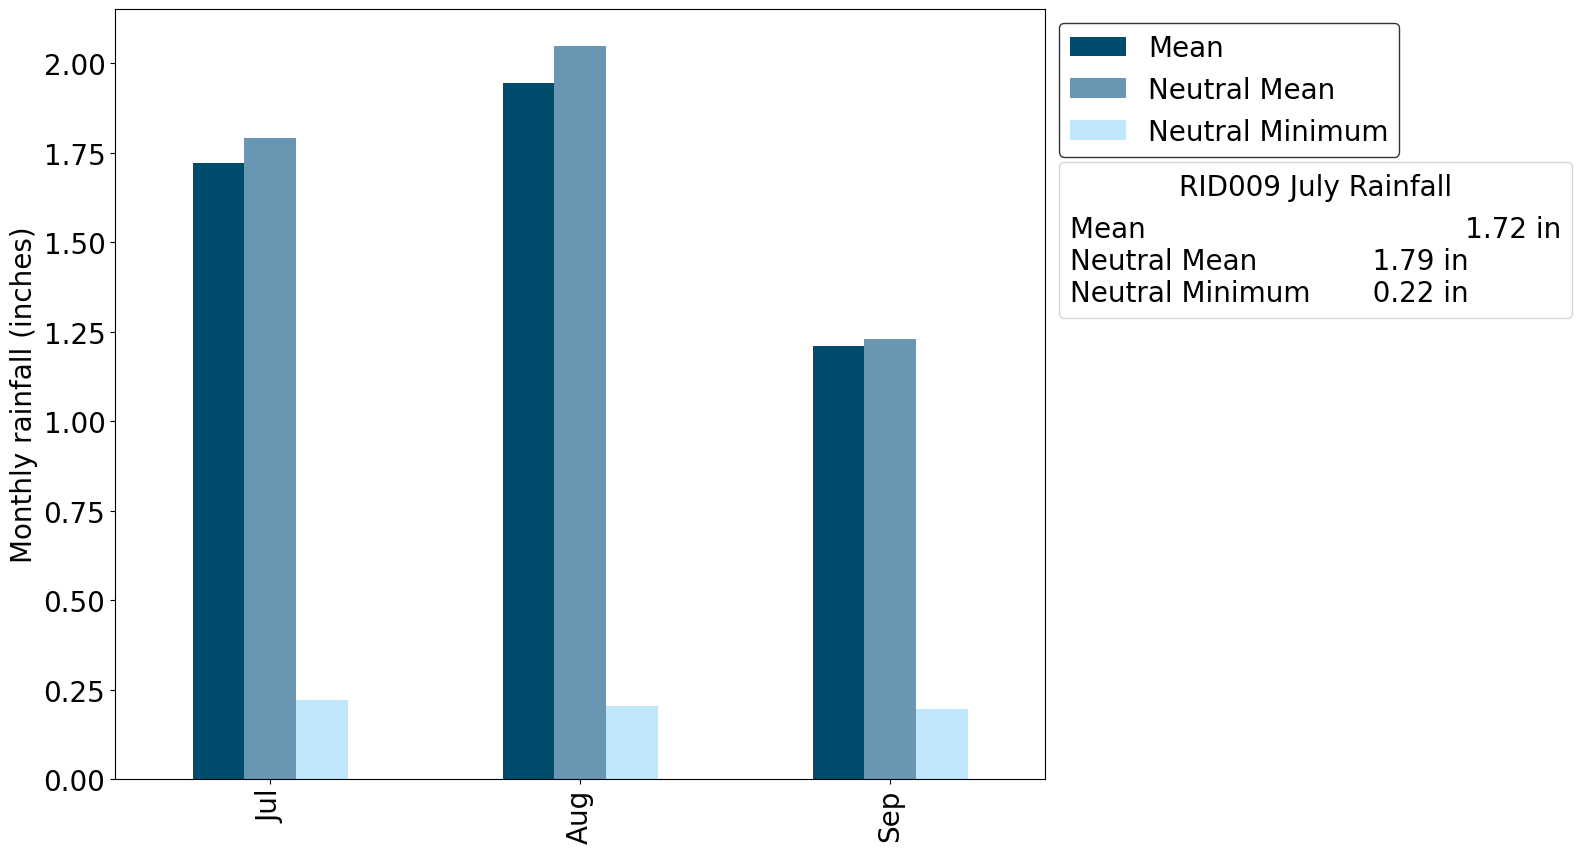 Monthly rainfall (inches)
2.00
1.75
1.50
1.25
1.00
0.75
0.50
0.25
0.00
Jul
Aug
Sep
Mean
Neutral Mean
Neutral Minimum
RID009 July Rainfall
Mean 1.72 in
Neutral Mean 1.79 in
Neutral Minimum 0.22 in